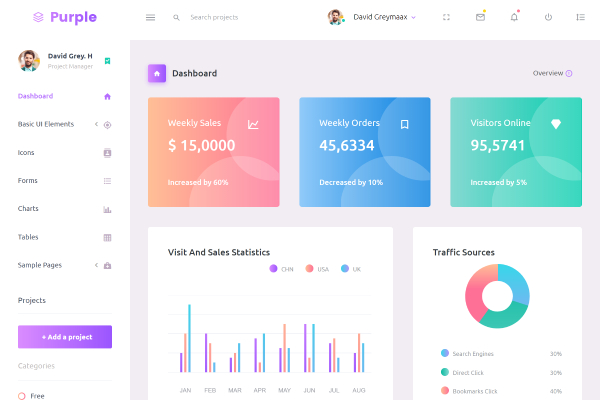 Purple
Search projects
David Greymaax
David Grey. H
Project Manager
Dashboard
Basic UI Elements
Icons
Forms
Charts
Tables
Sample Pages
Projects
+ Add a project
Categories
Free
Dashboard
Overview
Weekly Sales
$ 15,0000
Increased by 60%
Weekly Orders
45,6334
Decreased by 10%
Visitors Online
95,5741
Increased by 5%
Visit And Sales Statistics
CHN USA UK
JAN FEB MAR APR MAY JUN JUL AUG
Traffic Sources
Search Engines 30%
Direct Click 30%
Bookmarks Click 40%